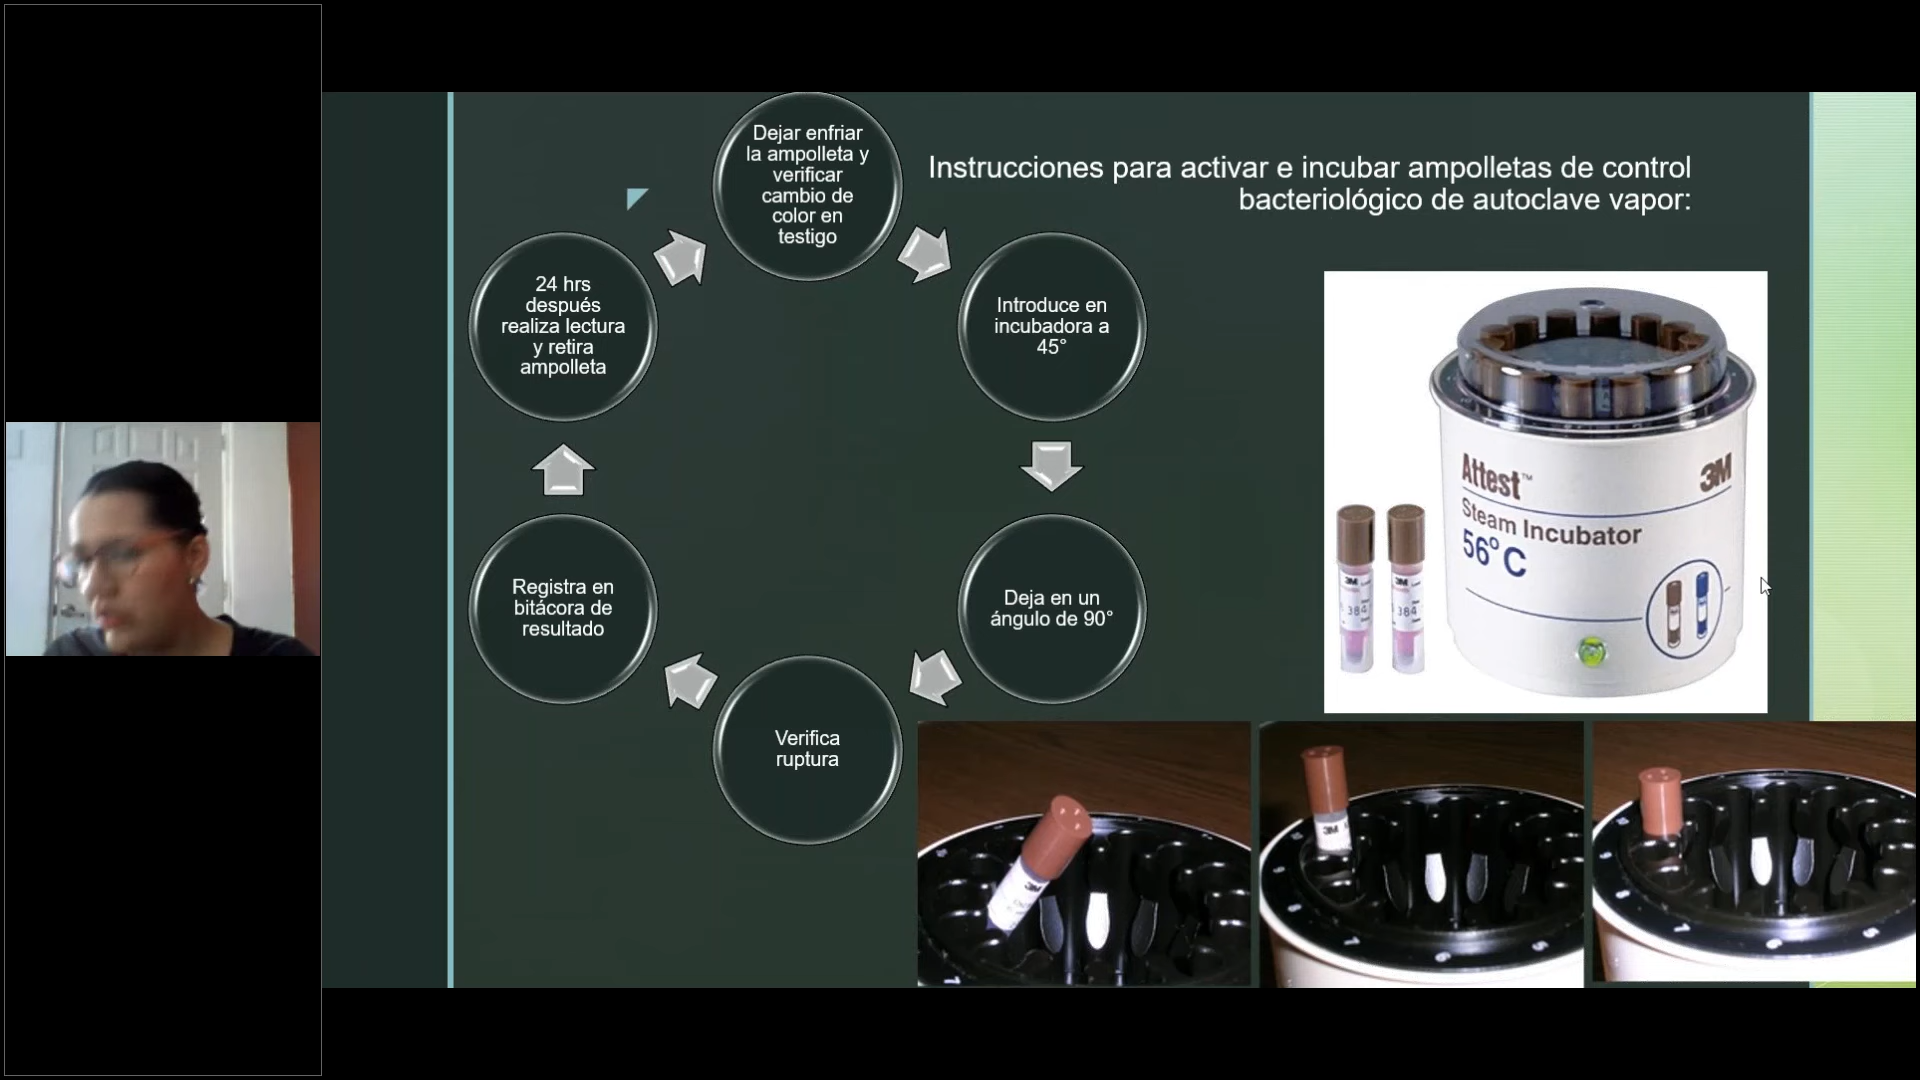 Instrucciones para activar e incubar ampolletas de control
bacteriológico de autoclave vapor:
Dejar enfriar
la ampolleta y
verificar
cambio de
color en
testigo
Introduce en
incubadora a
45°
Deja en un
ángulo de 90°
Verifica
ruptura
Registra en
bitácora de
resultado
24 hrs
después
realiza lectura
y retira
ampolleta
Attest™ 3M
Steam Incubator
56°C
3M
384
3M
384
3M
3M